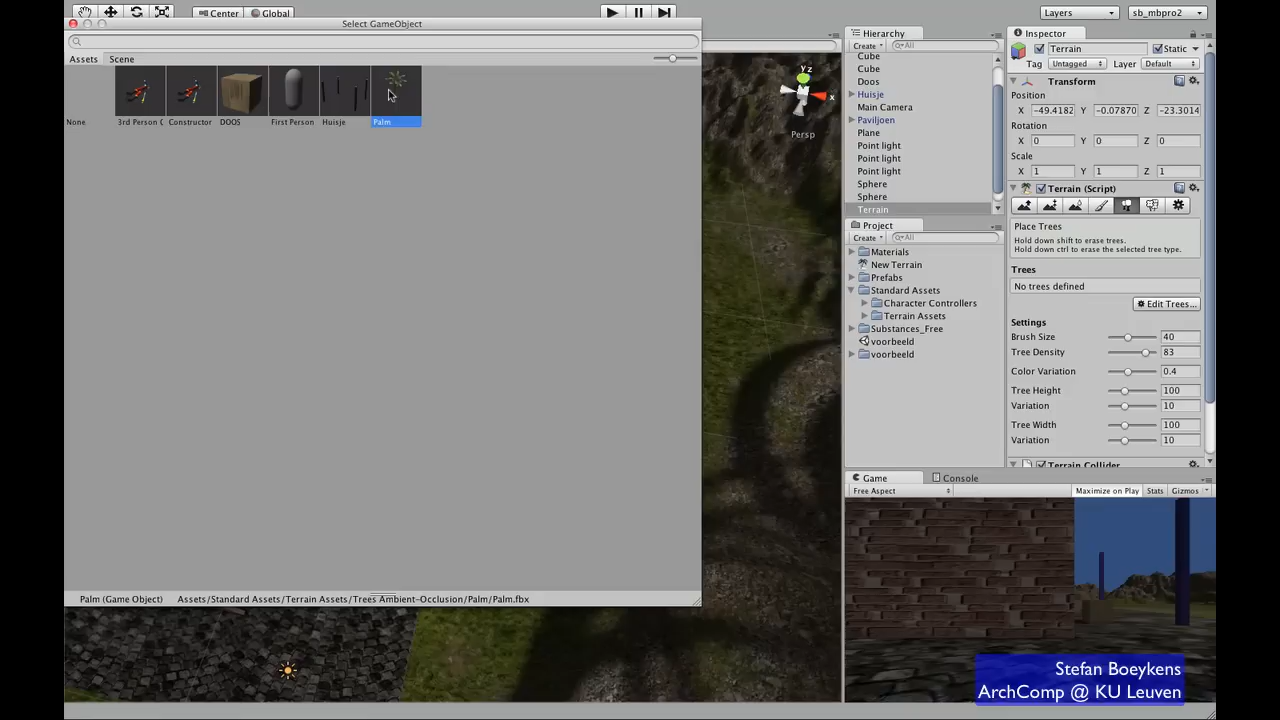 Center
Global
Layers
sb_mbpro2
Select GameObject
Assets
Scene
None
3rd Person C
Constructor
DOOS
First Person
Huisje
Palm
Palm (Game Object) Assets/Standard Assets/Terrain Assets/Trees Ambient-Occlusion/Palm/Palm.fbx
y z
x
Persp
Hierarchy
Create
All
Cube
Cube
Doos
Huisje
Main Camera
Paviljoen
Plane
Point light
Point light
Point light
Sphere
Sphere
Terrain
Project
Create
All
Materials
New Terrain
Prefabs
Standard Assets
Character Controllers
Terrain Assets
Substances_Free
voorbeeld
voorbeeld
Inspector
Terrain
Static
Tag Untagged Layer Default
Transform
Position
X -49.4182 Y -0.07870 Z -23.3014
Rotation
X 0 Y 0 Z 0
Scale
X 1 Y 1 Z 1
Terrain (Script)
Place Trees
Hold down shift to erase trees.
Hold down ctrl to erase the selected tree type.
Trees
No trees defined
Edit Trees...
Settings
Brush Size 40
Tree Density 83
Color Variation 0.4
Tree Height 100
Variation 10
Tree Width 100
Variation 10
Terrain Collider
Game
Console
Free Aspect
Maximize on Play
Stats
Gizmos
Stefan Boeykens
ArchComp @ KU Leuven